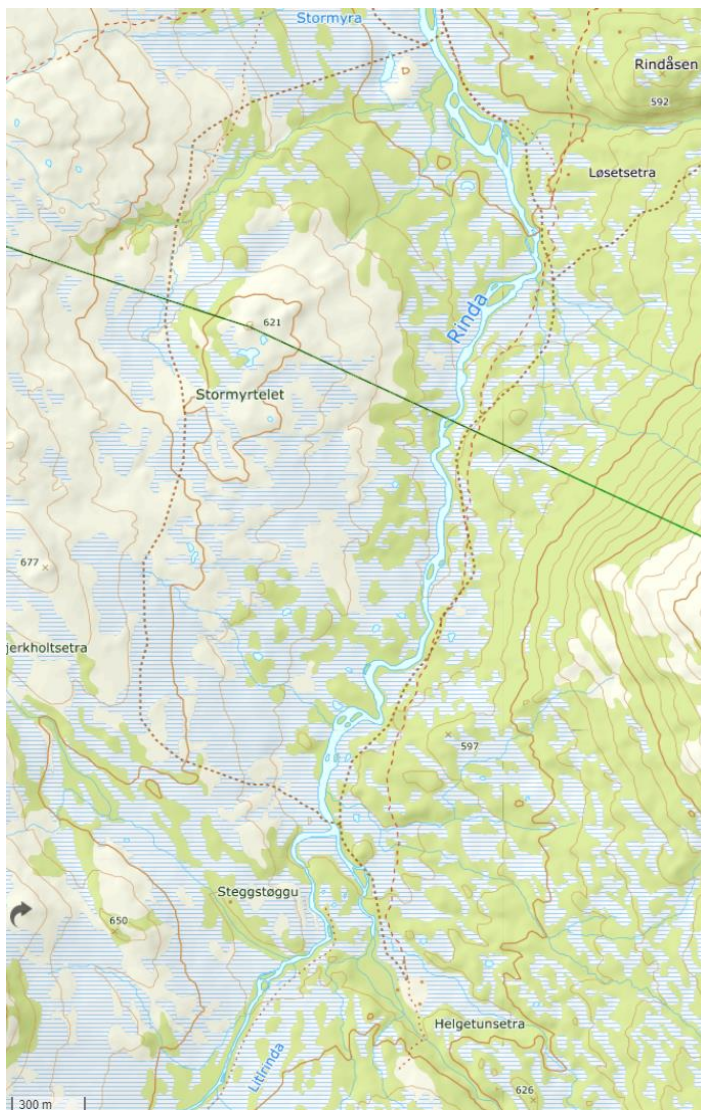 Stormyra
Rindåsen
592
Løsetsetra
Rinda
621
Stormyrtelet
677
jerkholtsetra
597
Steggstøggu
650
Helgetunsetra
Litlrinda
626
300 m